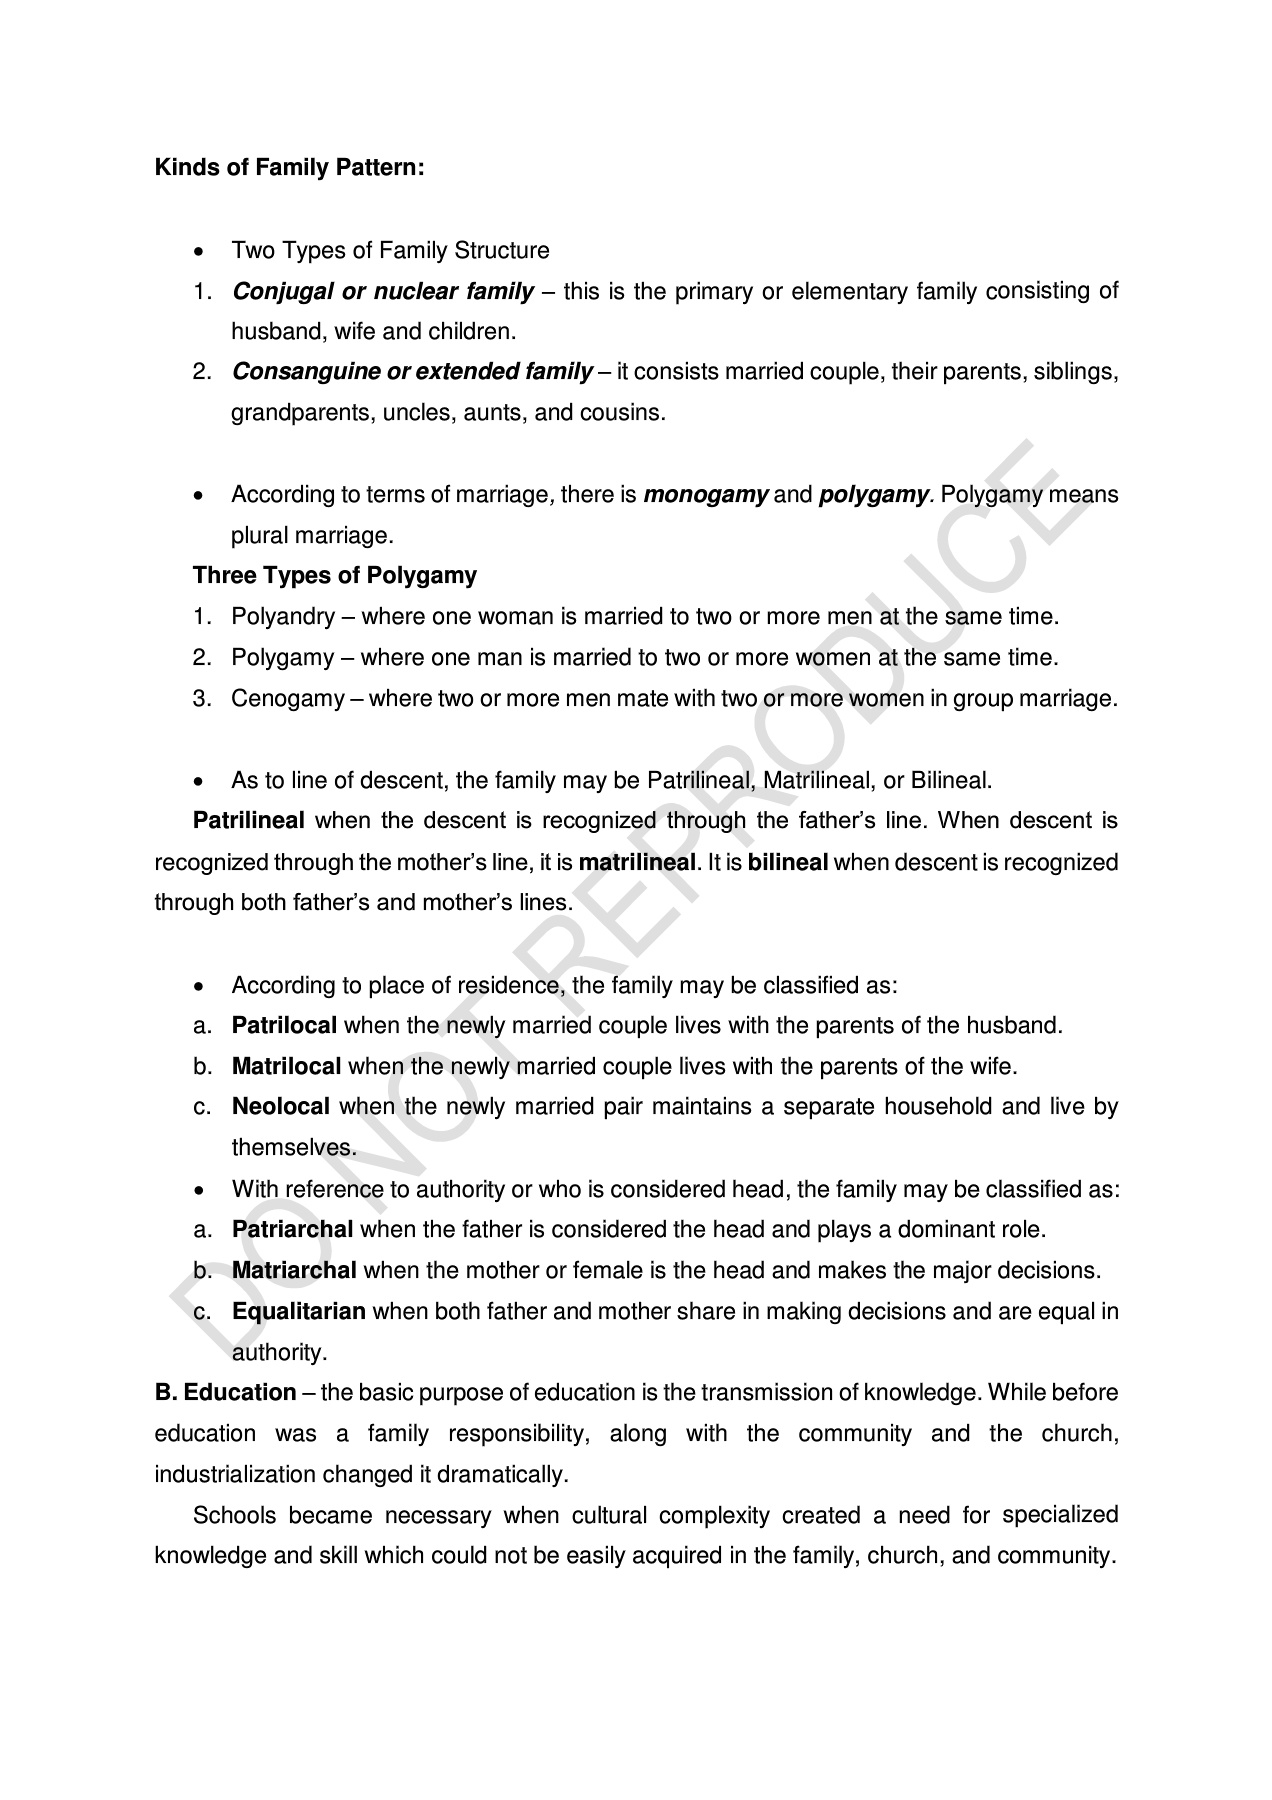 Kinds of Family Pattern:
• Two Types of Family Structure
1. Conjugal or nuclear family – this is the primary or elementary family consisting of
husband, wife and children.
2. Consanguine or extended family – it consists married couple, their parents, siblings,
grandparents, uncles, aunts, and cousins.
• According to terms of marriage, there is monogamy and polygamy. Polygamy means
plural marriage.
Three Types of Polygamy
1. Polyandry – where one woman is married to two or more men at the same time.
2. Polygamy – where one man is married to two or more women at the same time.
3. Cenogamy – where two or more men mate with two or more women in group marriage.
• As to line of descent, the family may be Patrilineal, Matrilineal, or Bilineal.
Patrilineal when the descent is recognized through the father’s line. When descent is
recognized through the mother’s line, it is matrilineal. It is bilineal when descent is recognized
through both father’s and mother’s lines.
• According to place of residence, the family may be classified as:
a. Patrilocal when the newly married couple lives with the parents of the husband.
b. Matrilocal when the newly married couple lives with the parents of the wife.
c. Neolocal when the newly married pair maintains a separate household and live by
themselves.
• With reference to authority or who is considered head, the family may be classified as:
a. Patriarchal when the father is considered the head and plays a dominant role.
b. Matriarchal when the mother or female is the head and makes the major decisions.
c. Equalitarian when both father and mother share in making decisions and are equal in
authority.
B. Education – the basic purpose of education is the transmission of knowledge. While before
education was a family responsibility, along with the community and the church,
industrialization changed it dramatically.
Schools became necessary when cultural complexity created a need for specialized
knowledge and skill which could not be easily acquired in the family, church, and community.
DO NOT REPRODUCE